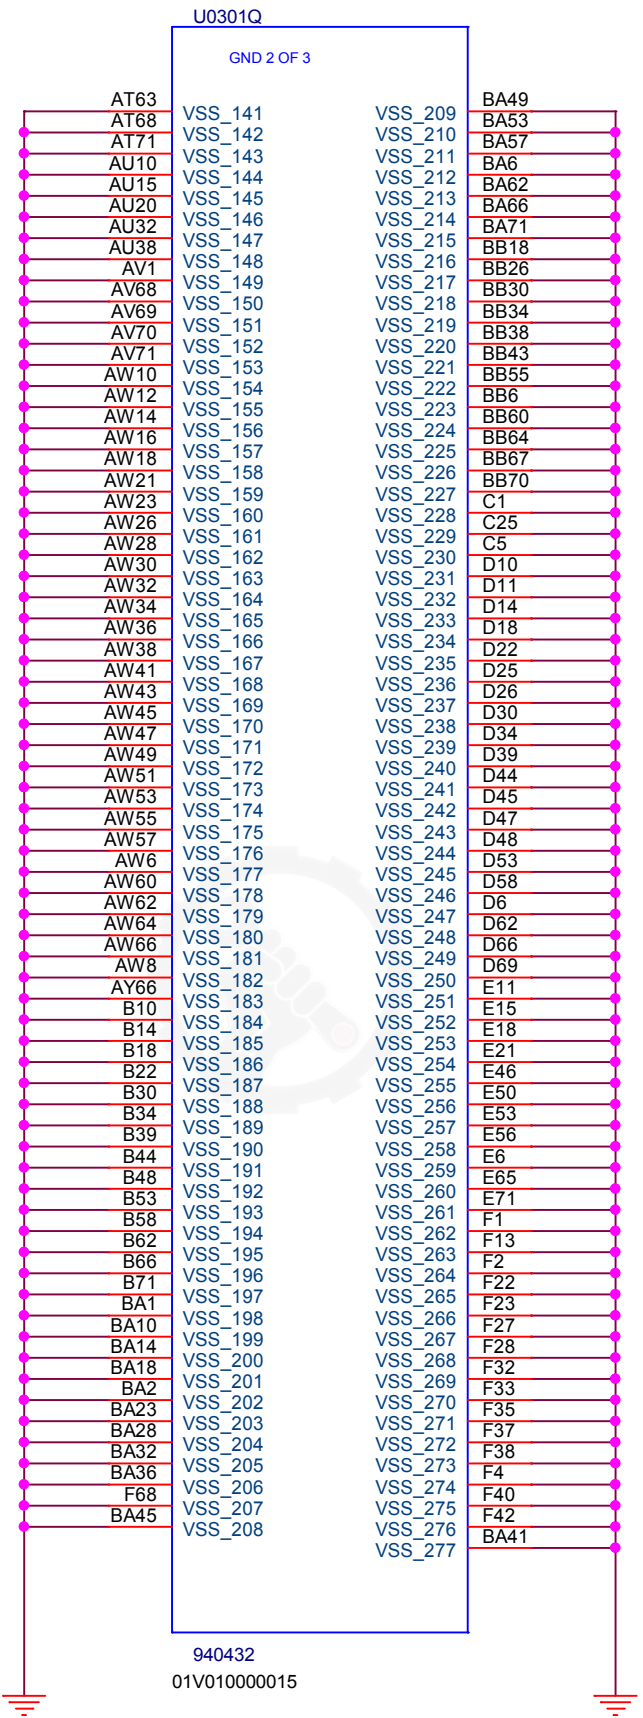 U0301Q
GND 2 OF 3
AT63 VSS_141 VSS_209 BA49
AT68 VSS_142 VSS_210 BA53
AT71 VSS_143 VSS_211 BA57
AU10 VSS_144 VSS_212 BA6
AU15 VSS_145 VSS_213 BA62
AU20 VSS_146 VSS_214 BA66
AU32 VSS_147 VSS_215 BA71
AU38 VSS_148 VSS_216 BB18
AV1 VSS_149 VSS_217 BB26
AV68 VSS_150 VSS_218 BB30
AV69 VSS_151 VSS_219 BB34
AV70 VSS_152 VSS_220 BB38
AV71 VSS_153 VSS_221 BB43
AW10 VSS_154 VSS_222 BB55
AW12 VSS_155 VSS_223 BB6
AW14 VSS_156 VSS_224 BB60
AW16 VSS_157 VSS_225 BB64
AW18 VSS_158 VSS_226 BB67
AW21 VSS_159 VSS_227 BB70
AW23 VSS_160 VSS_228 C1
AW26 VSS_161 VSS_229 C25
AW28 VSS_162 VSS_230 C5
AW30 VSS_163 VSS_231 D10
AW32 VSS_164 VSS_232 D11
AW34 VSS_165 VSS_233 D14
AW36 VSS_166 VSS_234 D18
AW38 VSS_167 VSS_235 D22
AW41 VSS_168 VSS_236 D25
AW43 VSS_169 VSS_237 D26
AW45 VSS_170 VSS_238 D30
AW47 VSS_171 VSS_239 D34
AW49 VSS_172 VSS_240 D39
AW51 VSS_173 VSS_241 D44
AW53 VSS_174 VSS_242 D45
AW55 VSS_175 VSS_243 D47
AW57 VSS_176 VSS_244 D48
AW6 VSS_177 VSS_245 D53
AW60 VSS_178 VSS_246 D58
AW62 VSS_179 VSS_247 D6
AW64 VSS_180 VSS_248 D62
AW66 VSS_181 VSS_249 D66
AW8 VSS_182 VSS_250 D69
AY66 VSS_183 VSS_251 E11
B10 VSS_184 VSS_252 E15
B14 VSS_185 VSS_253 E18
B18 VSS_186 VSS_254 E21
B22 VSS_187 VSS_255 E46
B30 VSS_188 VSS_256 E50
B34 VSS_189 VSS_257 E53
B39 VSS_190 VSS_258 E56
B44 VSS_191 VSS_259 E6
B48 VSS_192 VSS_260 E65
B53 VSS_193 VSS_261 E71
B58 VSS_194 VSS_262 F1
B62 VSS_195 VSS_263 F13
B66 VSS_196 VSS_264 F2
B71 VSS_197 VSS_265 F22
BA1 VSS_198 VSS_266 F23
BA10 VSS_199 VSS_267 F27
BA14 VSS_200 VSS_268 F28
BA18 VSS_201 VSS_269 F32
BA2 VSS_202 VSS_270 F33
BA23 VSS_203 VSS_271 F35
BA28 VSS_204 VSS_272 F37
BA32 VSS_205 VSS_273 F38
BA36 VSS_206 VSS_274 F4
F68 VSS_207 VSS_275 F40
BA45 VSS_208 VSS_276 F42
VSS_277 BA41
940432
01V010000015